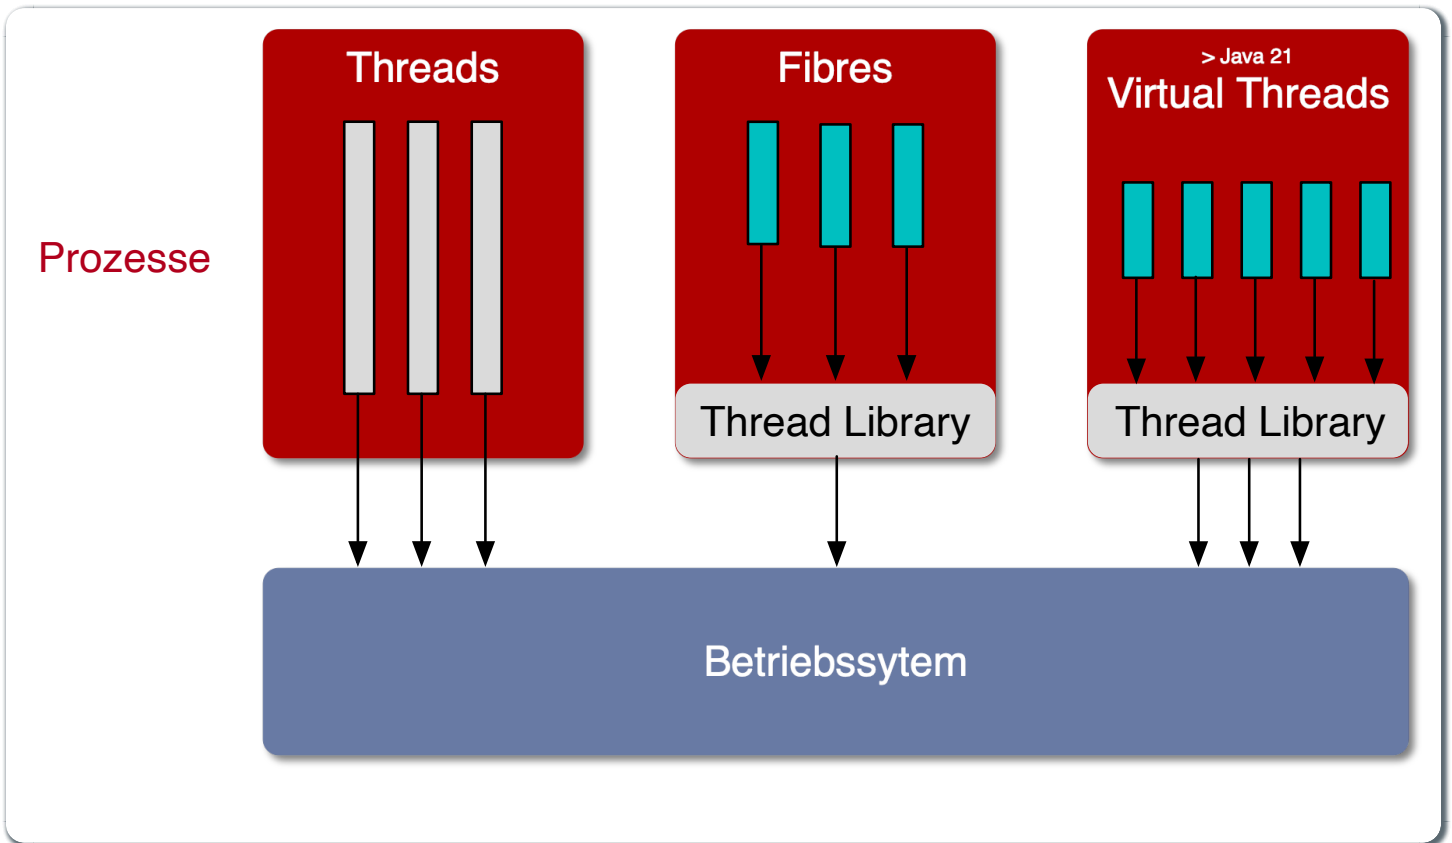 Threads
Fibres
> Java 21
Virtual Threads
Prozesse
Thread Library
Thread Library
Betriebssytem